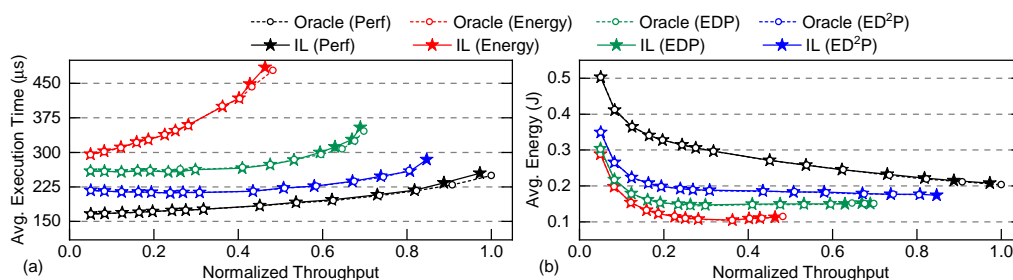 Oracle (Perf) Oracle (Energy) Oracle (EDP) Oracle (ED²P)
IL (Perf) IL (Energy) IL (EDP) IL (ED²P)
Avg. Execution Time (μs)
450
375
300
225
150
0.0 0.2 0.4 0.6 0.8 1.0
(a) Normalized Throughput
Avg. Energy (J)
0.5
0.4
0.3
0.2
0.1
0.0 0.2 0.4 0.6 0.8 1.0
(b) Normalized Throughput